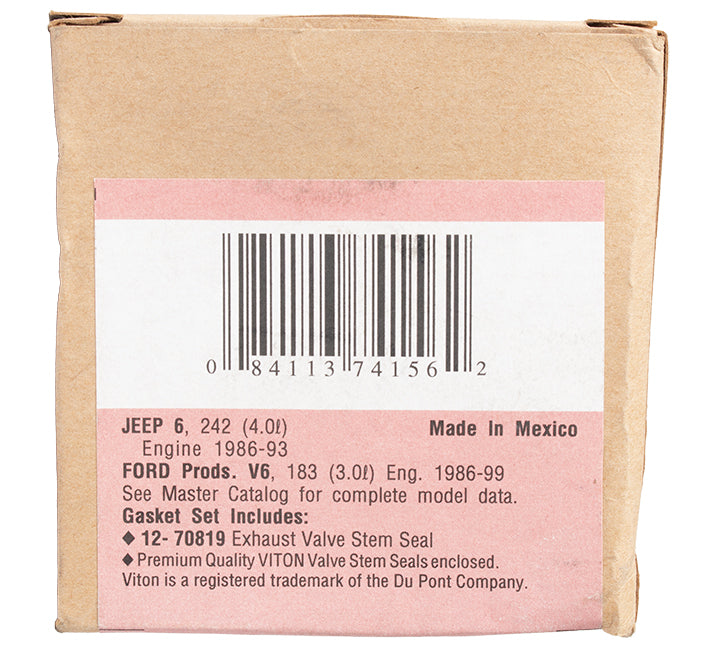 0 84113 74156 2
JEEP 6, 242 (4.0ℓ) Made In Mexico
Engine 1986-93
FORD Prods. V6, 183 (3.0ℓ) Eng. 1986-99
See Master Catalog for complete model data.
Gasket Set Includes:
◆ 12- 70819 Exhaust Valve Stem Seal
◆ Premium Quality VITON Valve Stem Seals enclosed.
Viton is a registered trademark of the Du Pont Company.